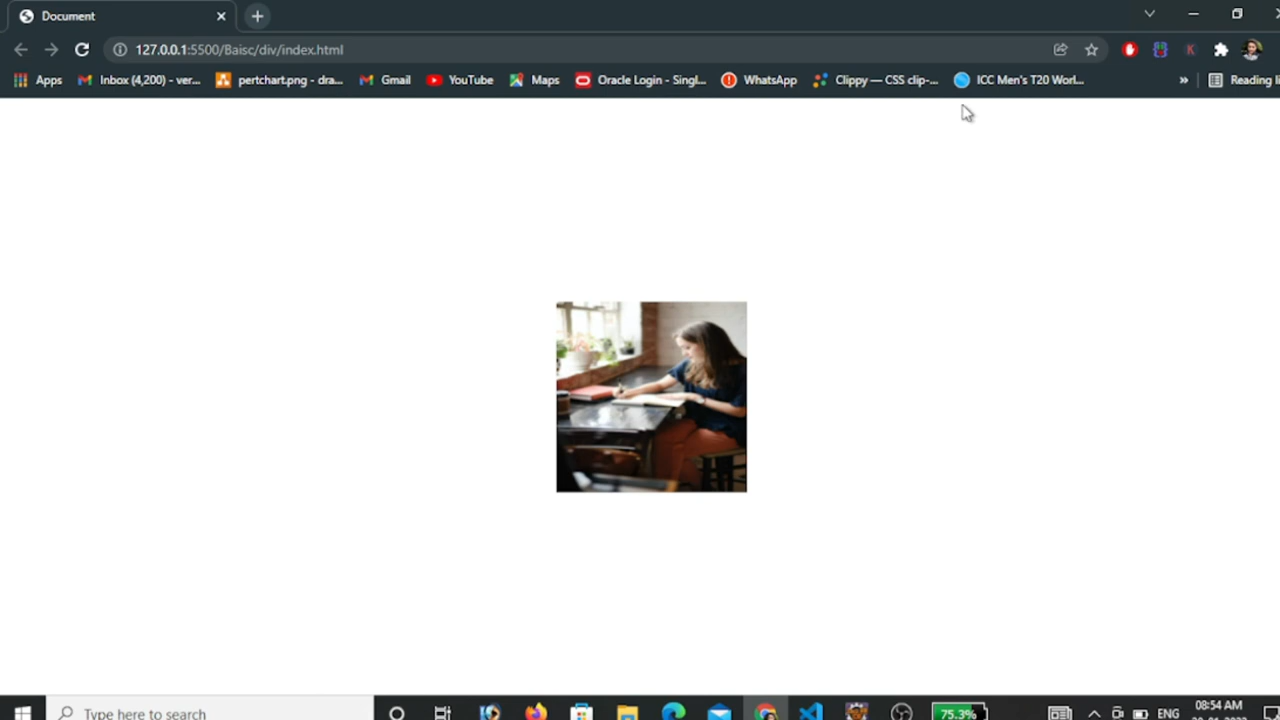 Document
127.0.0.1:5500/Baisc/div/index.html
Apps Inbox (4,200) - ver... pertchart.png - dra... Gmail YouTube Maps Oracle Login - Singl... WhatsApp Clippy — CSS clip-... ICC Men's T20 Worl... » Reading li
K
Type here to search
75.3%
ENG
08:54 AM